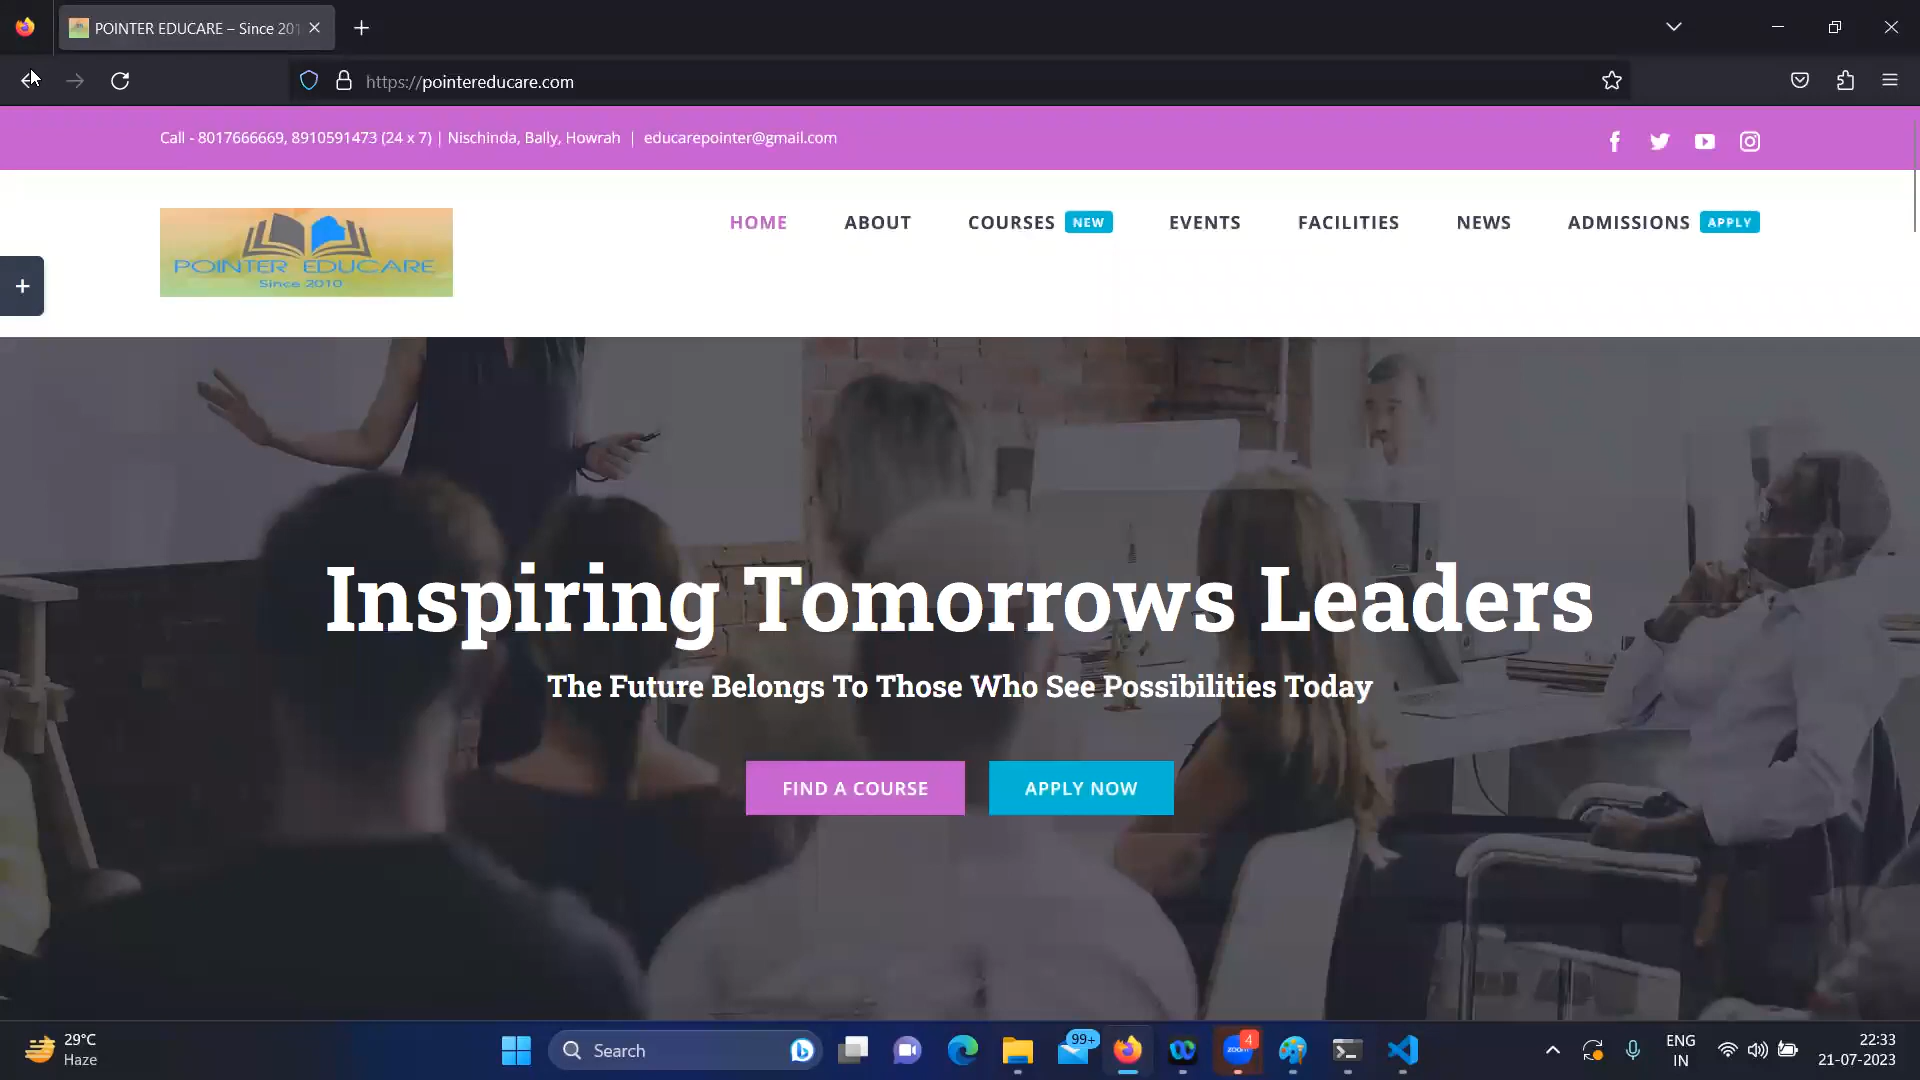 POINTER EDUCARE – Since 201
https://pointereducare.com
Call - 8017666669, 8910591473 (24 x 7) | Nischinda, Bally, Howrah | educarepointer@gmail.com
POINTER EDUCARE
Since 2010
HOME ABOUT COURSES NEW EVENTS FACILITIES NEWS ADMISSIONS APPLY
Inspiring Tomorrows Leaders
The Future Belongs To Those Who See Possibilities Today
FIND A COURSE APPLY NOW
29°C
Haze
Search
99+
zoom
4
ENG
IN
22:33
21-07-2023